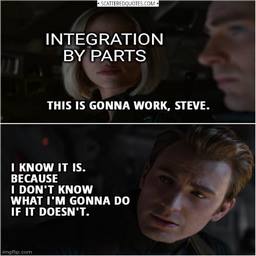 • SCATTEREDQUOTES.COM •
INTEGRATION
BY PARTS
THIS IS GONNA WORK, STEVE.
I KNOW IT IS.
BECAUSE
I DON'T KNOW
WHAT I'M GONNA DO
IF IT DOESN'T.
imgflip.com